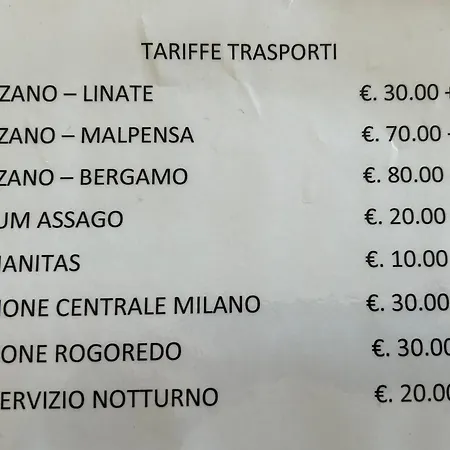 TARIFFE TRASPORTI
ZANO – LINATE €. 30.00 +
ZANO – MALPENSA €. 70.00 -
ZANO – BERGAMO €. 80.00
UM ASSAGO €. 20.00
JANITAS €. 10.00
IONE CENTRALE MILANO €. 30.00
ONE ROGOREDO €. 30.00
ERVIZIO NOTTURNO €. 20.00